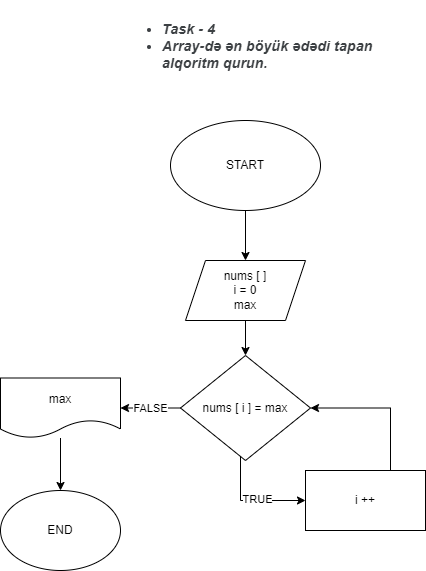 • Task - 4
• Array-də ən böyük ədədi tapan
alqoritm qurun.
START
nums [ ]
i = 0
max
nums [ i ] = max
FALSE
max
TRUE
i ++
END